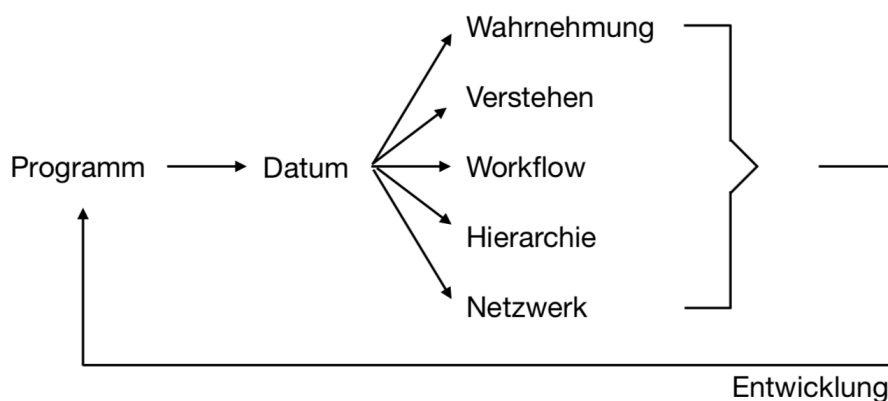 Wahrnehmung
Verstehen
Programm
Datum
Workflow
Hierarchie
Netzwerk
Entwicklung